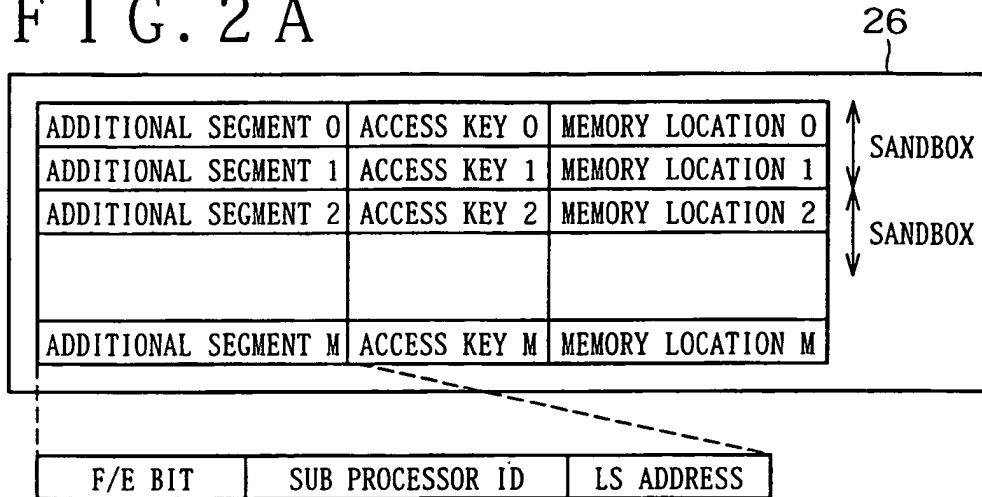 FIG. 2A
26
ADDITIONAL SEGMENT 0 ACCESS KEY 0 MEMORY LOCATION 0
SANDBOX
ADDITIONAL SEGMENT 1 ACCESS KEY 1 MEMORY LOCATION 1
ADDITIONAL SEGMENT 2 ACCESS KEY 2 MEMORY LOCATION 2
SANDBOX
ADDITIONAL SEGMENT M ACCESS KEY M MEMORY LOCATION M
F/E BIT SUB PROCESSOR ID LS ADDRESS